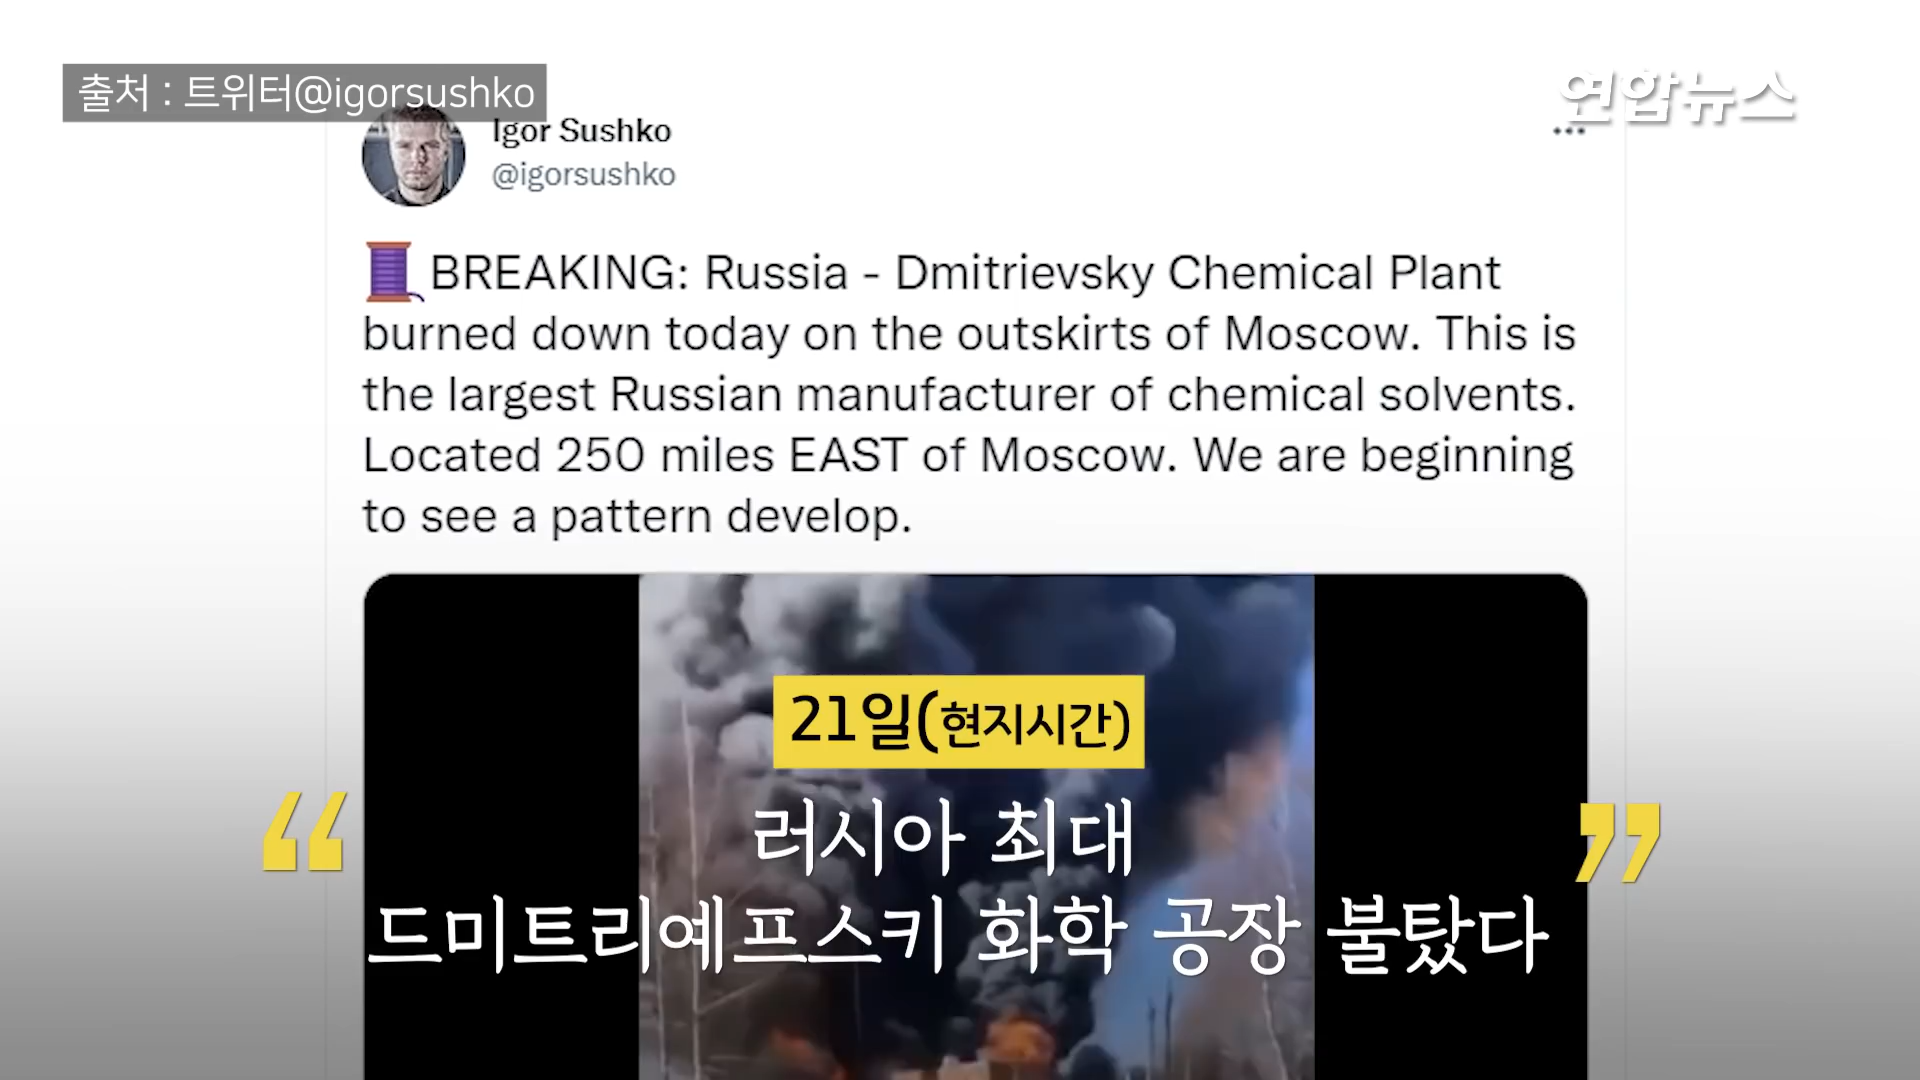 출처 : 트위터@igorsushko
연합뉴스
Igor Sushko
@igorsushko
BREAKING: Russia - Dmitrievsky Chemical Plant
burned down today on the outskirts of Moscow. This is
the largest Russian manufacturer of chemical solvents.
Located 250 miles EAST of Moscow. We are beginning
to see a pattern develop.
21일(현지시간)
“러시아 최대
드미트리예프스키 화학 공장 불탔다”